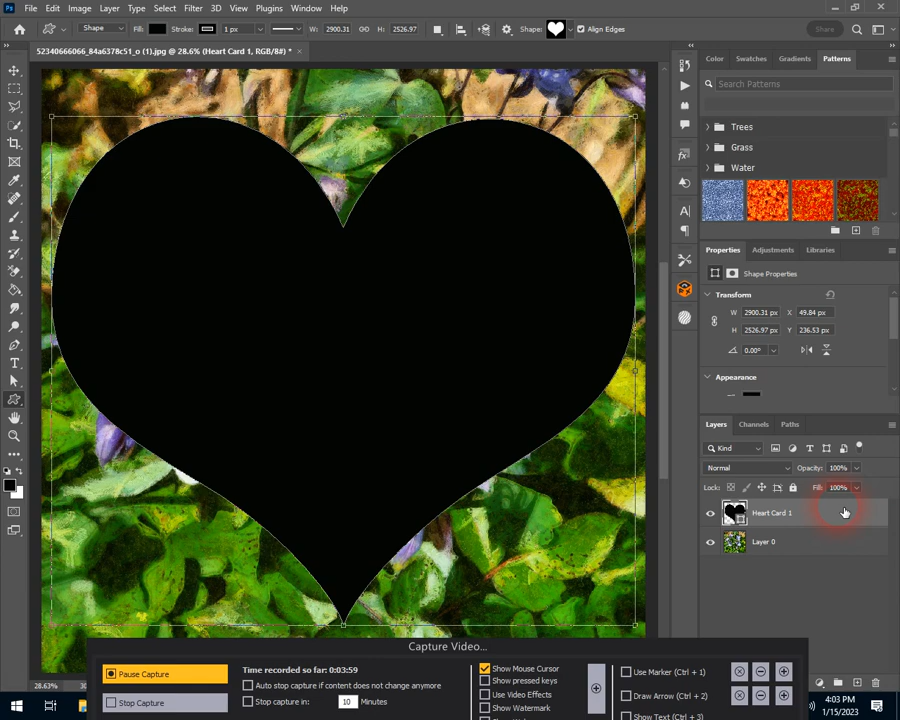 Ps File Edit Image Layer Type Select Filter 3D View Plugins Window Help
Shape Fill: Stroke: 1 px W: 2900.31 H: 2526.97 Shape: Align Edges Share
52340666066_84a6378c51_o (1).jpg @ 28.6% (Heart Card 1, RGB/8#) * ×
Color Swatches Gradients Patterns
Search Patterns
Trees
Grass
Water
Properties Adjustments Libraries
Shape Properties
Transform
W 2900.31 px X 49.84 px
H 2526.97 px Y 236.53 px
0.00°
Appearance
Layers Channels Paths
Kind
Normal Opacity: 100%
Lock: Fill: 100%
Heart Card 1
Layer 0
Capture Video...
Pause Capture
Stop Capture
Time recorded so far: 0:03:59
Auto stop capture if content does not change anymore
Stop capture in: 10 Minutes
Show Mouse Cursor
Show pressed keys
Use Video Effects
Show Watermark
Use Marker (Ctrl + 1)
Draw Arrow (Ctrl + 2)
Show Text (Ctrl + 3)
28.63%
4:03 PM
1/15/2023